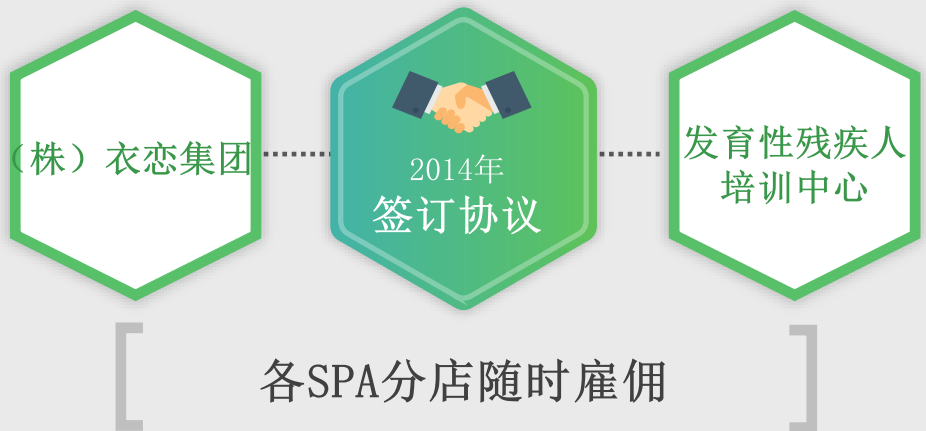 （株）衣恋集团
2014年
签订协议
发育性残疾人
培训中心
各SPA分店随时雇佣